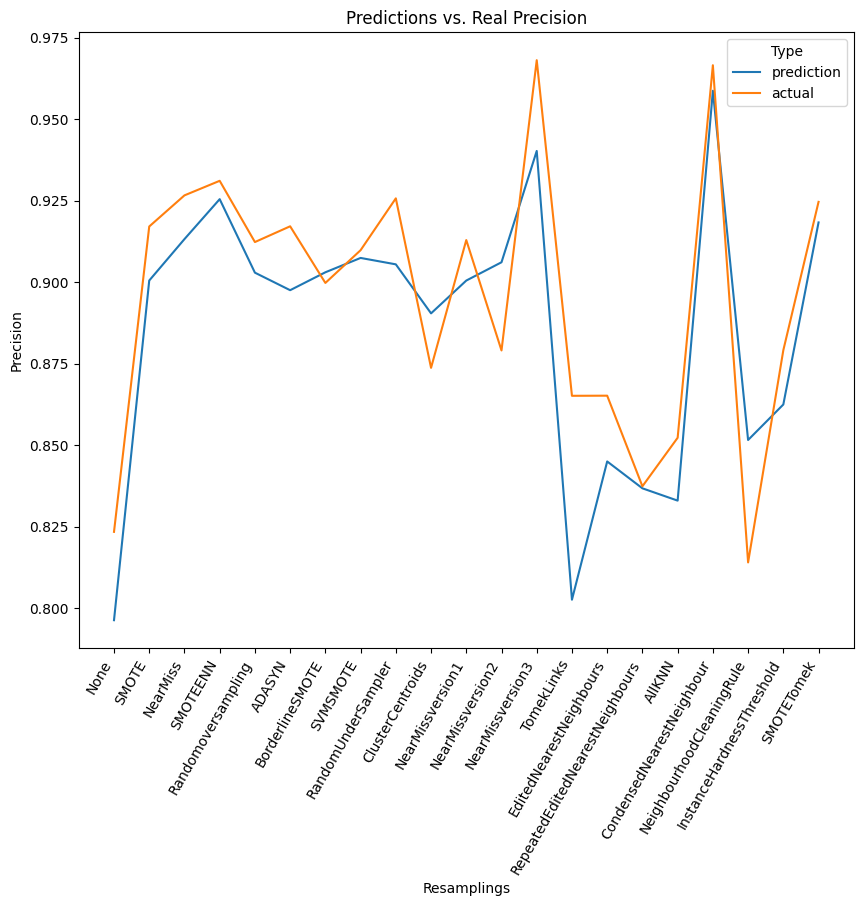 Predictions vs. Real Precision
Type
prediction
actual
0.975
0.950
0.925
0.900
0.875
0.850
0.825
0.800
Precision
None
SMOTE
NearMiss
SMOTEENN
Randomoversampling
ADASYN
BorderlineSMOTE
SVMSMOTE
RandomUnderSampler
ClusterCentroids
NearMissversion1
NearMissversion2
NearMissversion3
TomekLinks
EditedNearestNeighbours
RepeatedEditedNearestNeighbours
AllKNN
CondensedNearestNeighbour
NeighbourhoodCleaningRule
InstanceHardnessThreshold
SMOTETomek
Resamplings